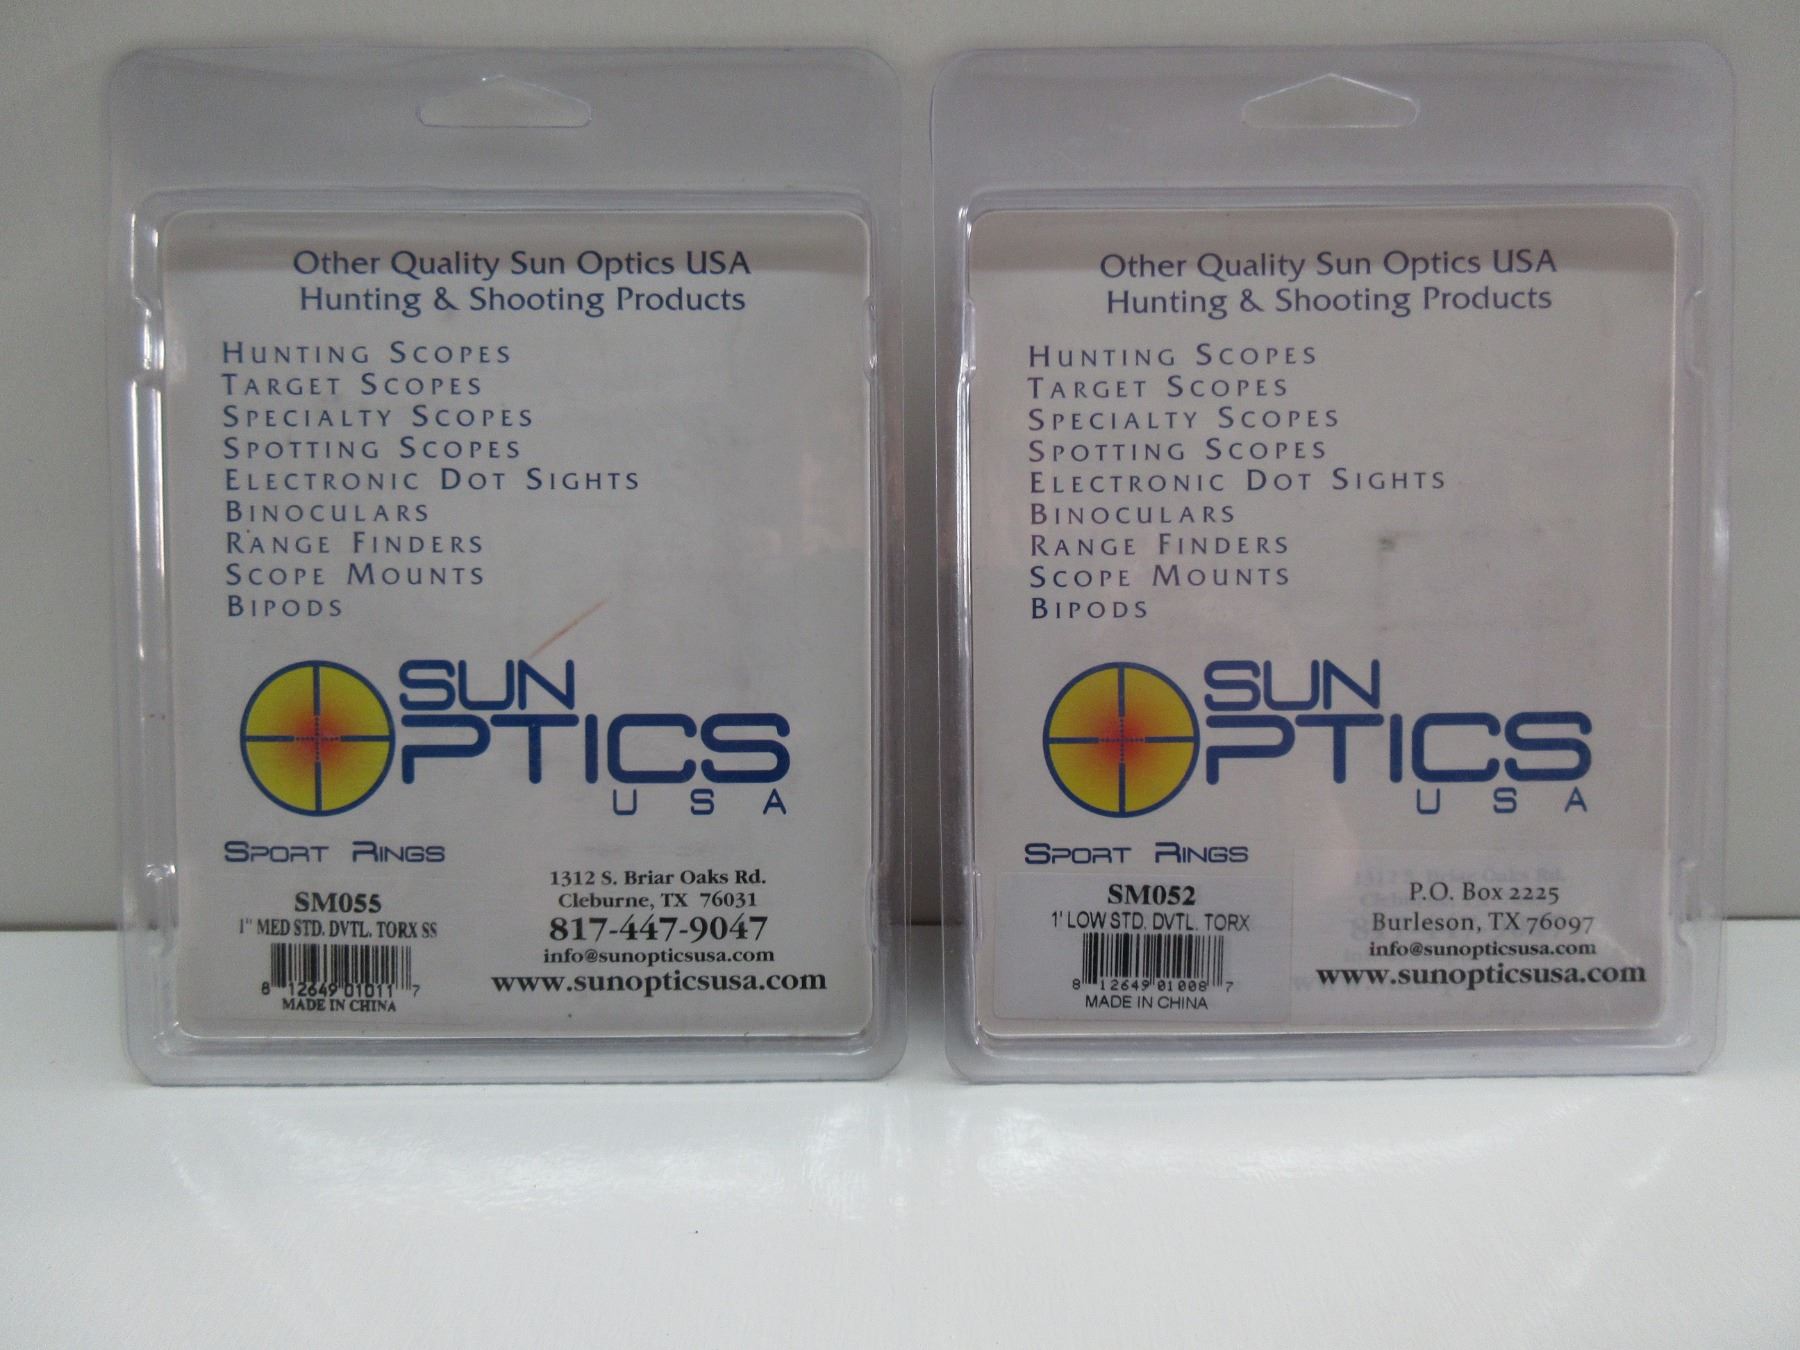 Other Quality Sun Optics USA
Hunting & Shooting Products
HUNTING SCOPES
TARGET SCOPES
SPECIALTY SCOPES
SPOTTING SCOPES
ELECTRONIC DOT SIGHTS
BINOCULARS
RANGE FINDERS
SCOPE MOUNTS
BIPODS
SUN
OPTICS
USA
SPORT RINGS
SM055
1" MED STD. DVTL. TORX SS
8 12649 01011 7
MADE IN CHINA
1312 S. Briar Oaks Rd.
Cleburne, TX 76031
817-447-9047
info@sunopticsusa.com
www.sunopticsusa.com
Other Quality Sun Optics USA
Hunting & Shooting Products
HUNTING SCOPES
TARGET SCOPES
SPECIALTY SCOPES
SPOTTING SCOPES
ELECTRONIC DOT SIGHTS
BINOCULARS
RANGE FINDERS
SCOPE MOUNTS
BIPODS
SUN
OPTICS
USA
SPORT RINGS
SM052
1' LOW STD. DVTL. TORX
8 12649 01008 7
MADE IN CHINA
P.O. Box 2225
Burleson, TX 76097
info@sunopticsusa.com
www.sunopticsusa.com